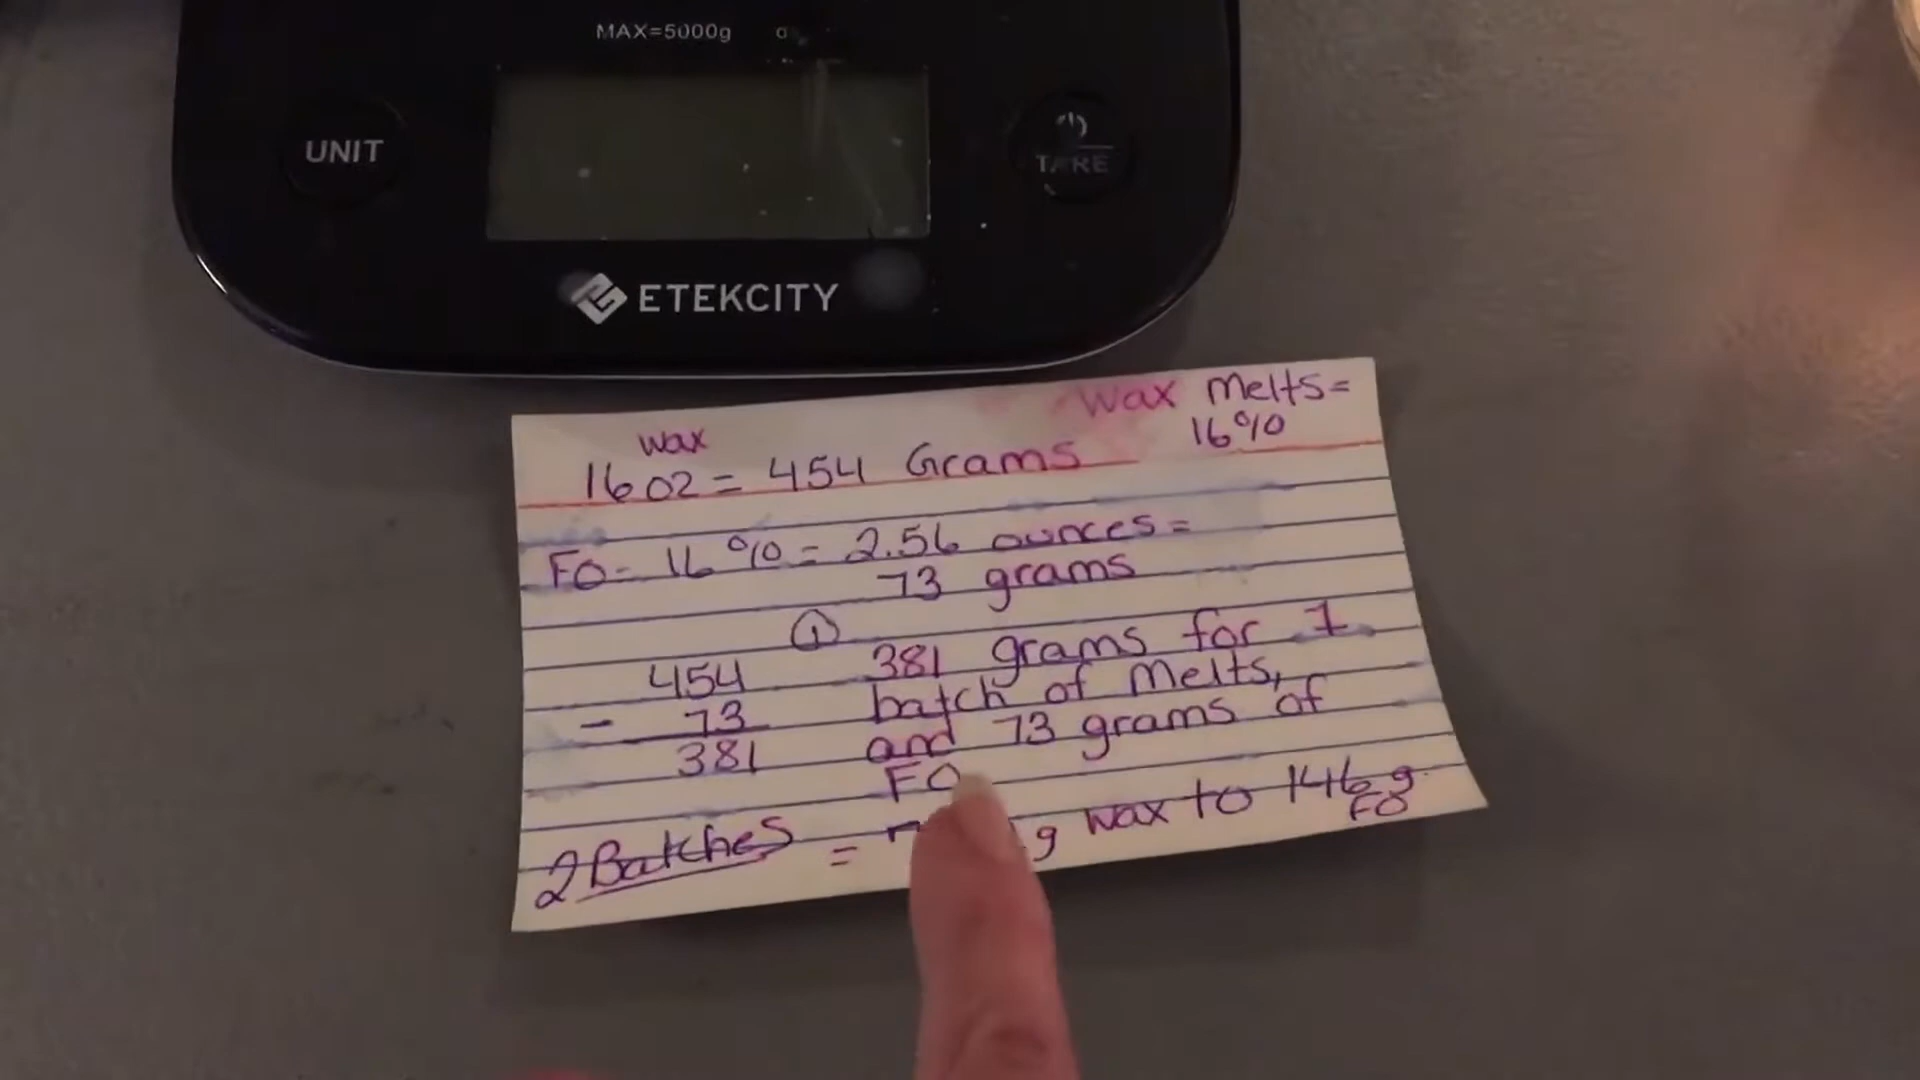 MAX=5000g
UNIT
TARE
ETEKCITY
Wax Melts=
16%
wax
16oz = 454 Grams
FO- 16% = 2.56 ounces=
73 grams
①
454
- 73
381
381 grams for 1
batch of Melts,
and 73 grams of
FO
2 Batches = g wax to 146g
FO